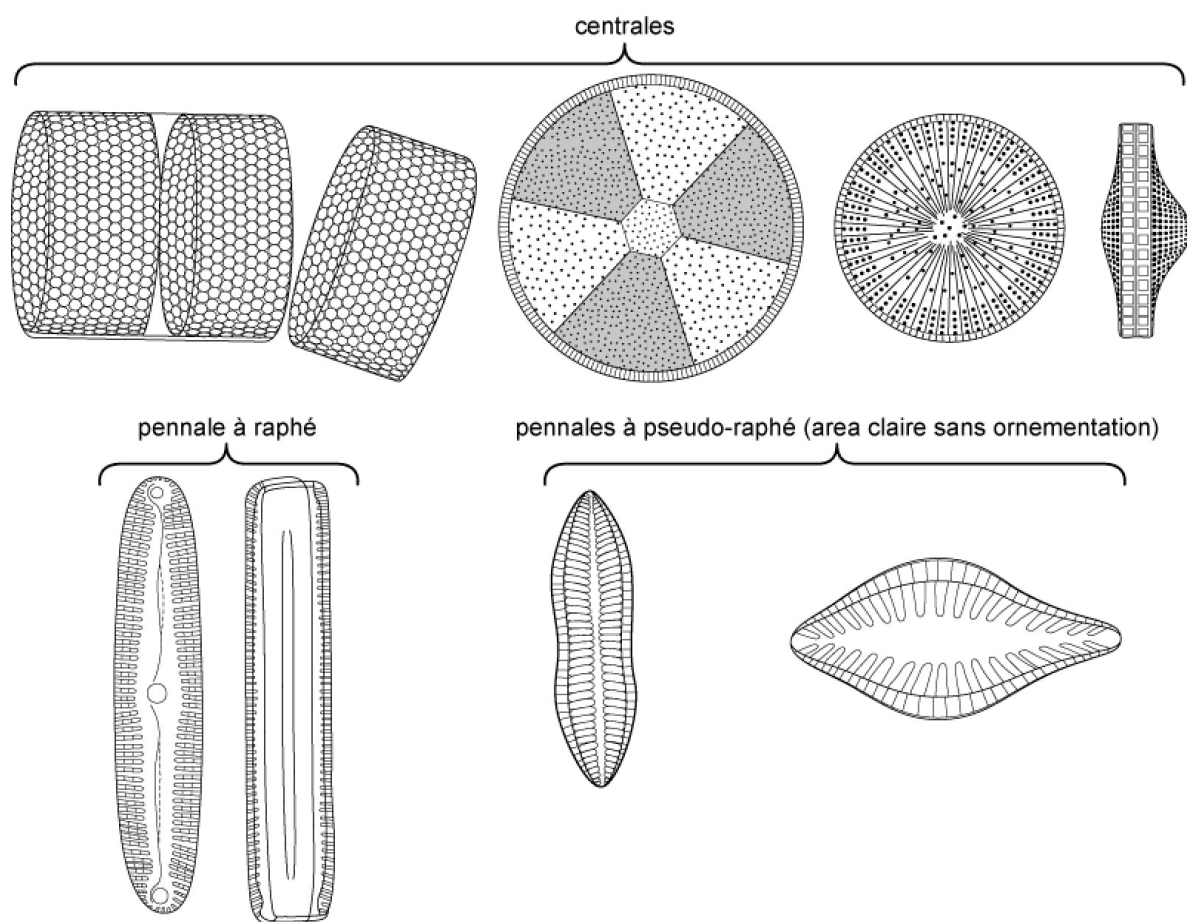 centrales
pennale à raphé
pennales à pseudo-raphé (area claire sans ornementation)